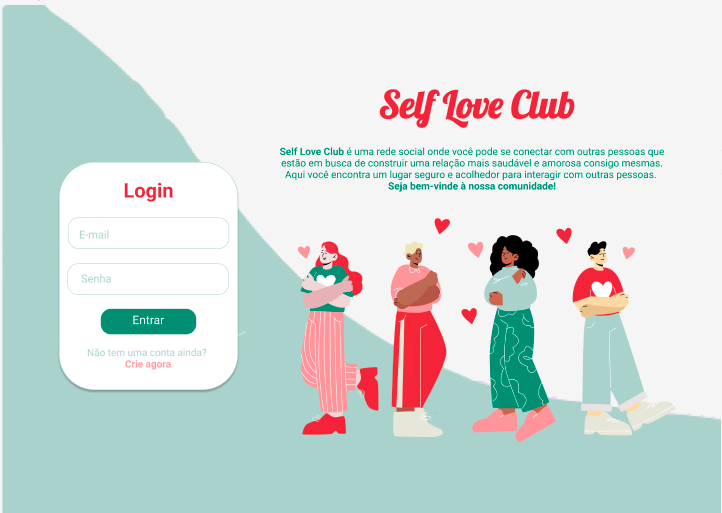 Self Love Club
Self Love Club é uma rede social onde você pode se conectar com outras pessoas que
estão em busca de construir uma relação mais saudável e amorosa consigo mesmas.
Aqui você encontra um lugar seguro e acolhedor para interagir com outras pessoas.
Seja bem-vinde à nossa comunidade!
Login
E-mail
Senha
Entrar
Não tem uma conta ainda?
Crie agora